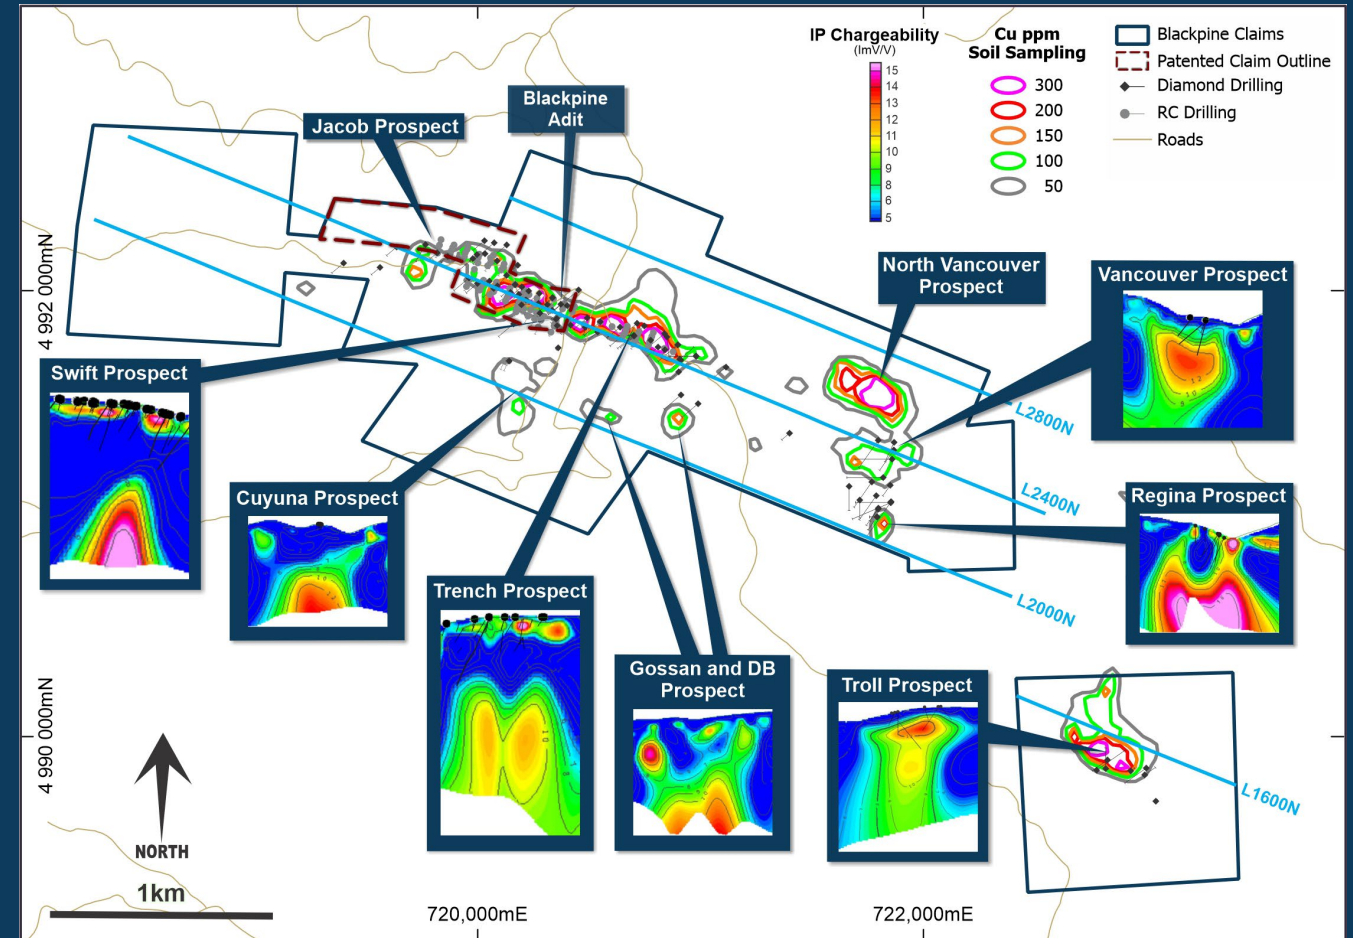 IP Chargeability
(ImV/V)
15
14
13
12
11
10
9
8
7
6
5
Cu ppm
Soil Sampling
300
200
150
100
50
Blackpine Claims
Patented Claim Outline
Diamond Drilling
RC Drilling
Roads
Jacob Prospect
Blackpine
Adit
North Vancouver
Prospect
Vancouver Prospect
Swift Prospect
Cuyuna Prospect
Trench Prospect
Gossan and DB
Prospect
Troll Prospect
Regina Prospect
L2800N
L2400N
L2000N
L1600N
4 992 000mN
4 990 000mN
NORTH
1km
720,000mE
722,000mE